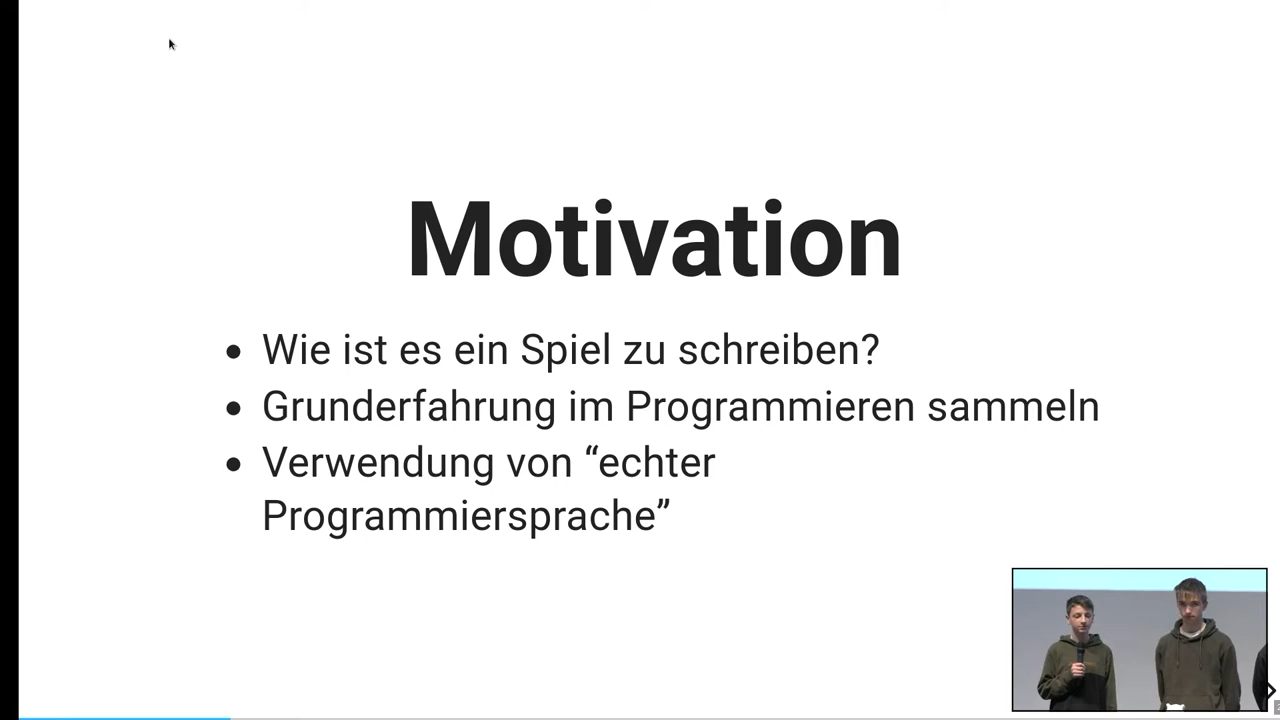 Motivation
• Wie ist es ein Spiel zu schreiben?
• Grunderfahrung im Programmieren sammeln
• Verwendung von “echter
Programmiersprache”